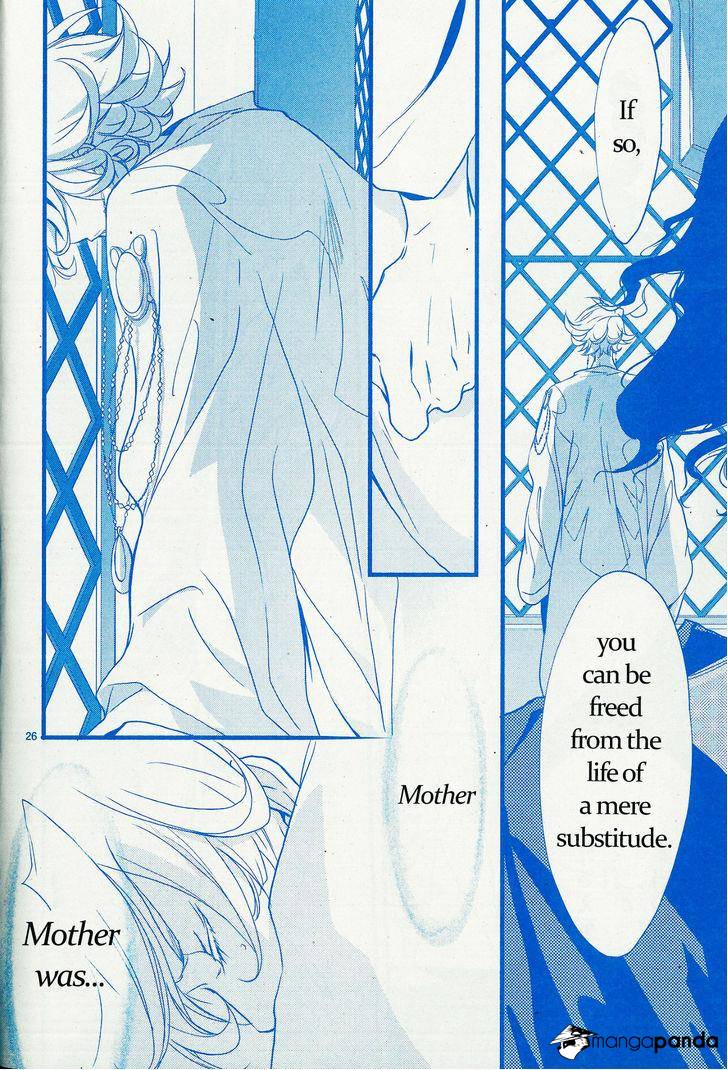 If
so,
you
can be
freed
from the
life of
a mere
substitude.
Mother
Mother
was...
26
mangapanda